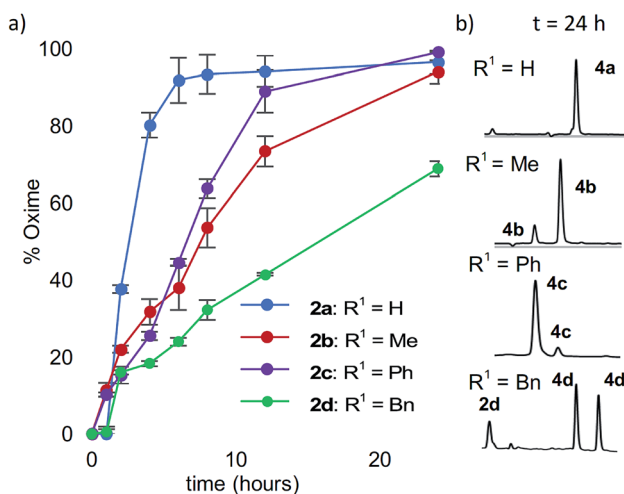 a)
% Oxime
100
80
60
40
20
0
0
10
20
time (hours)
2a: R¹ = H
2b: R¹ = Me
2c: R¹ = Ph
2d: R¹ = Bn
b)
t = 24 h
R¹ = H
4a
R¹ = Me
4b
4b
R¹ = Ph
4c
4c
R¹ = Bn
2d
4d
4d